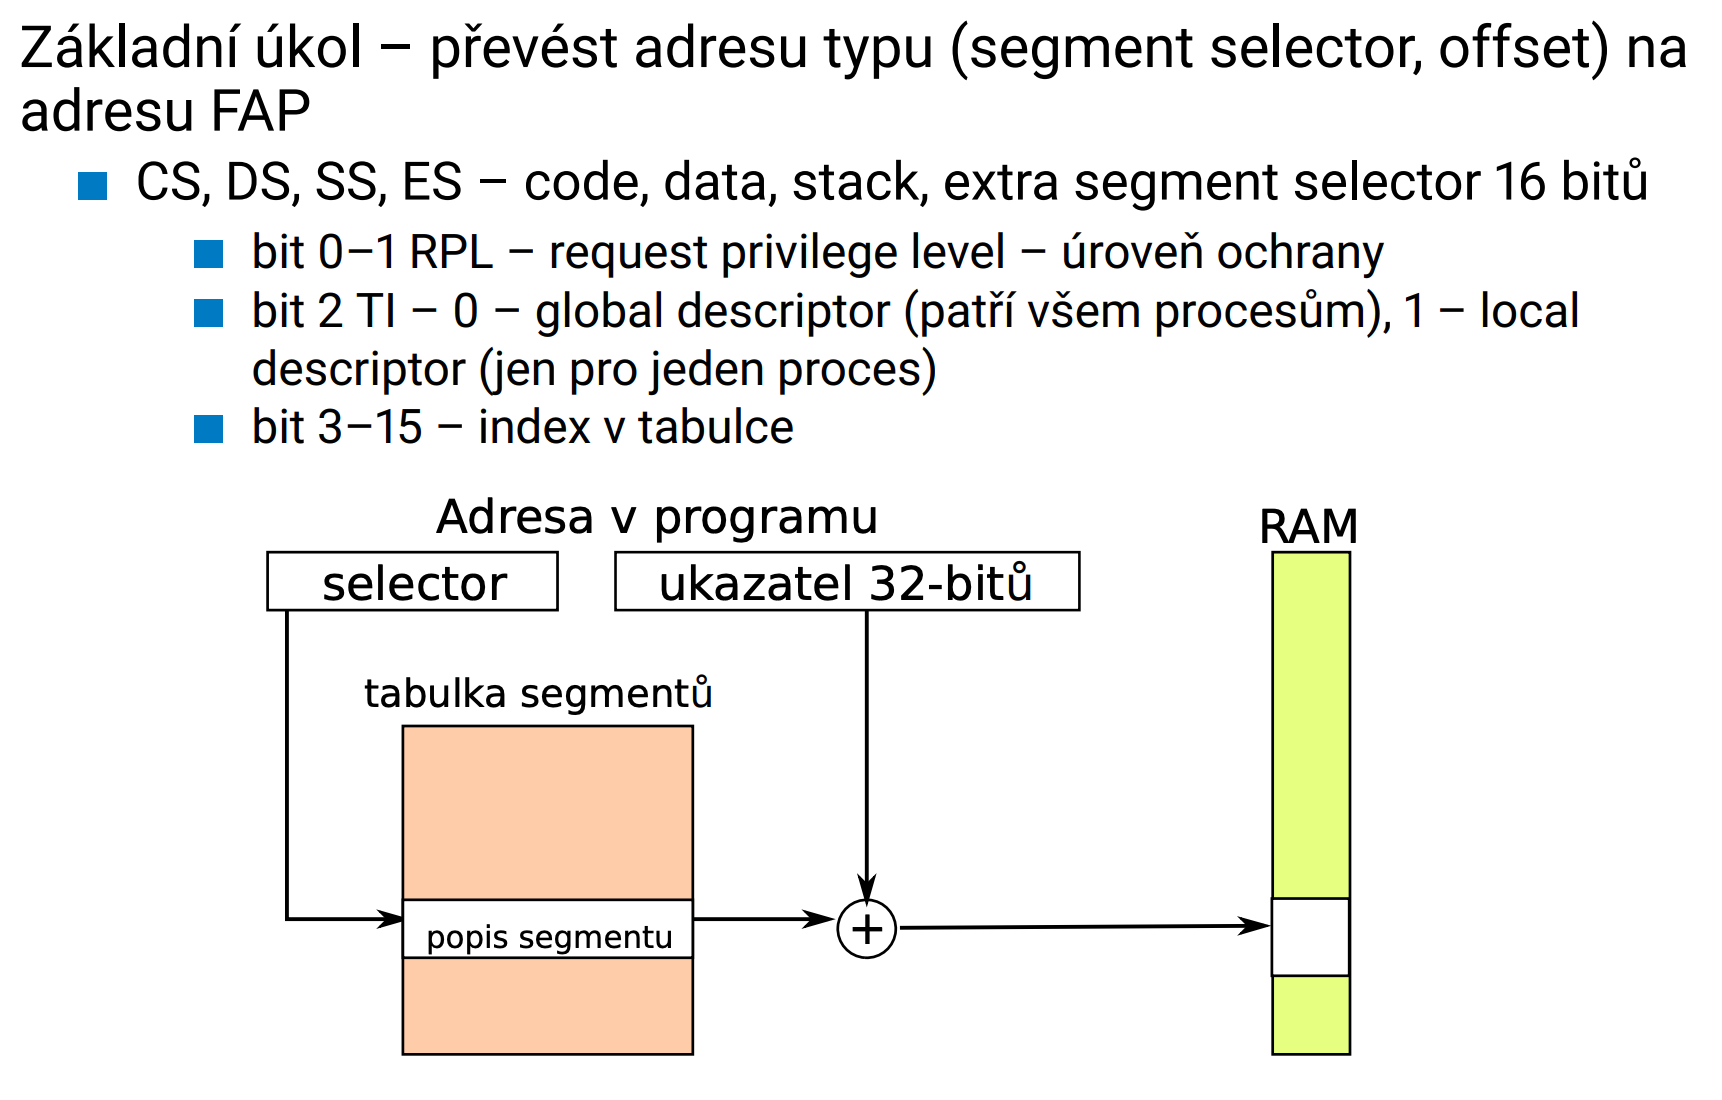 Základní úkol – převést adresu typu (segment selector, offset) na
adresu FAP
CS, DS, SS, ES – code, data, stack, extra segment selector 16 bitů
bit 0–1 RPL – request privilege level – úroveň ochrany
bit 2 TI – 0 – global descriptor (patří všem procesům), 1 – local
descriptor (jen pro jeden proces)
bit 3–15 – index v tabulce
Adresa v programu
RAM
selector
ukazatel 32-bitů
tabulka segmentů
popis segmentu
+